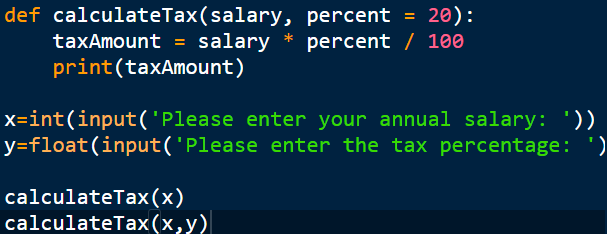 def calculateTax(salary, percent = 20):
    taxAmount = salary * percent / 100
    print(taxAmount)

x=int(input('Please enter your annual salary: '))
y=float(input('Please enter the tax percentage: ')

calculateTax(x)
calculateTax(x,y)